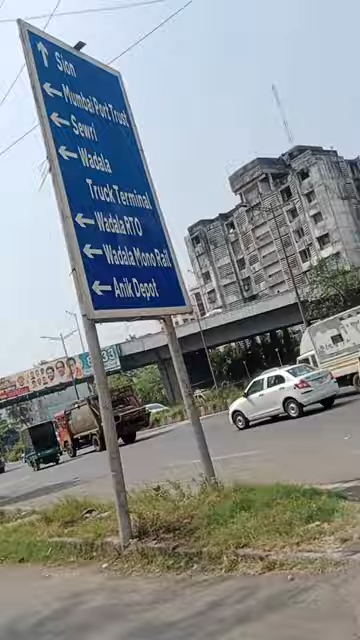 Sion
Mumbai Port Trust
Sewri
Wadala
Truck Terminal
Wadala RTO
Wadala Mono Rail
Anik Depot